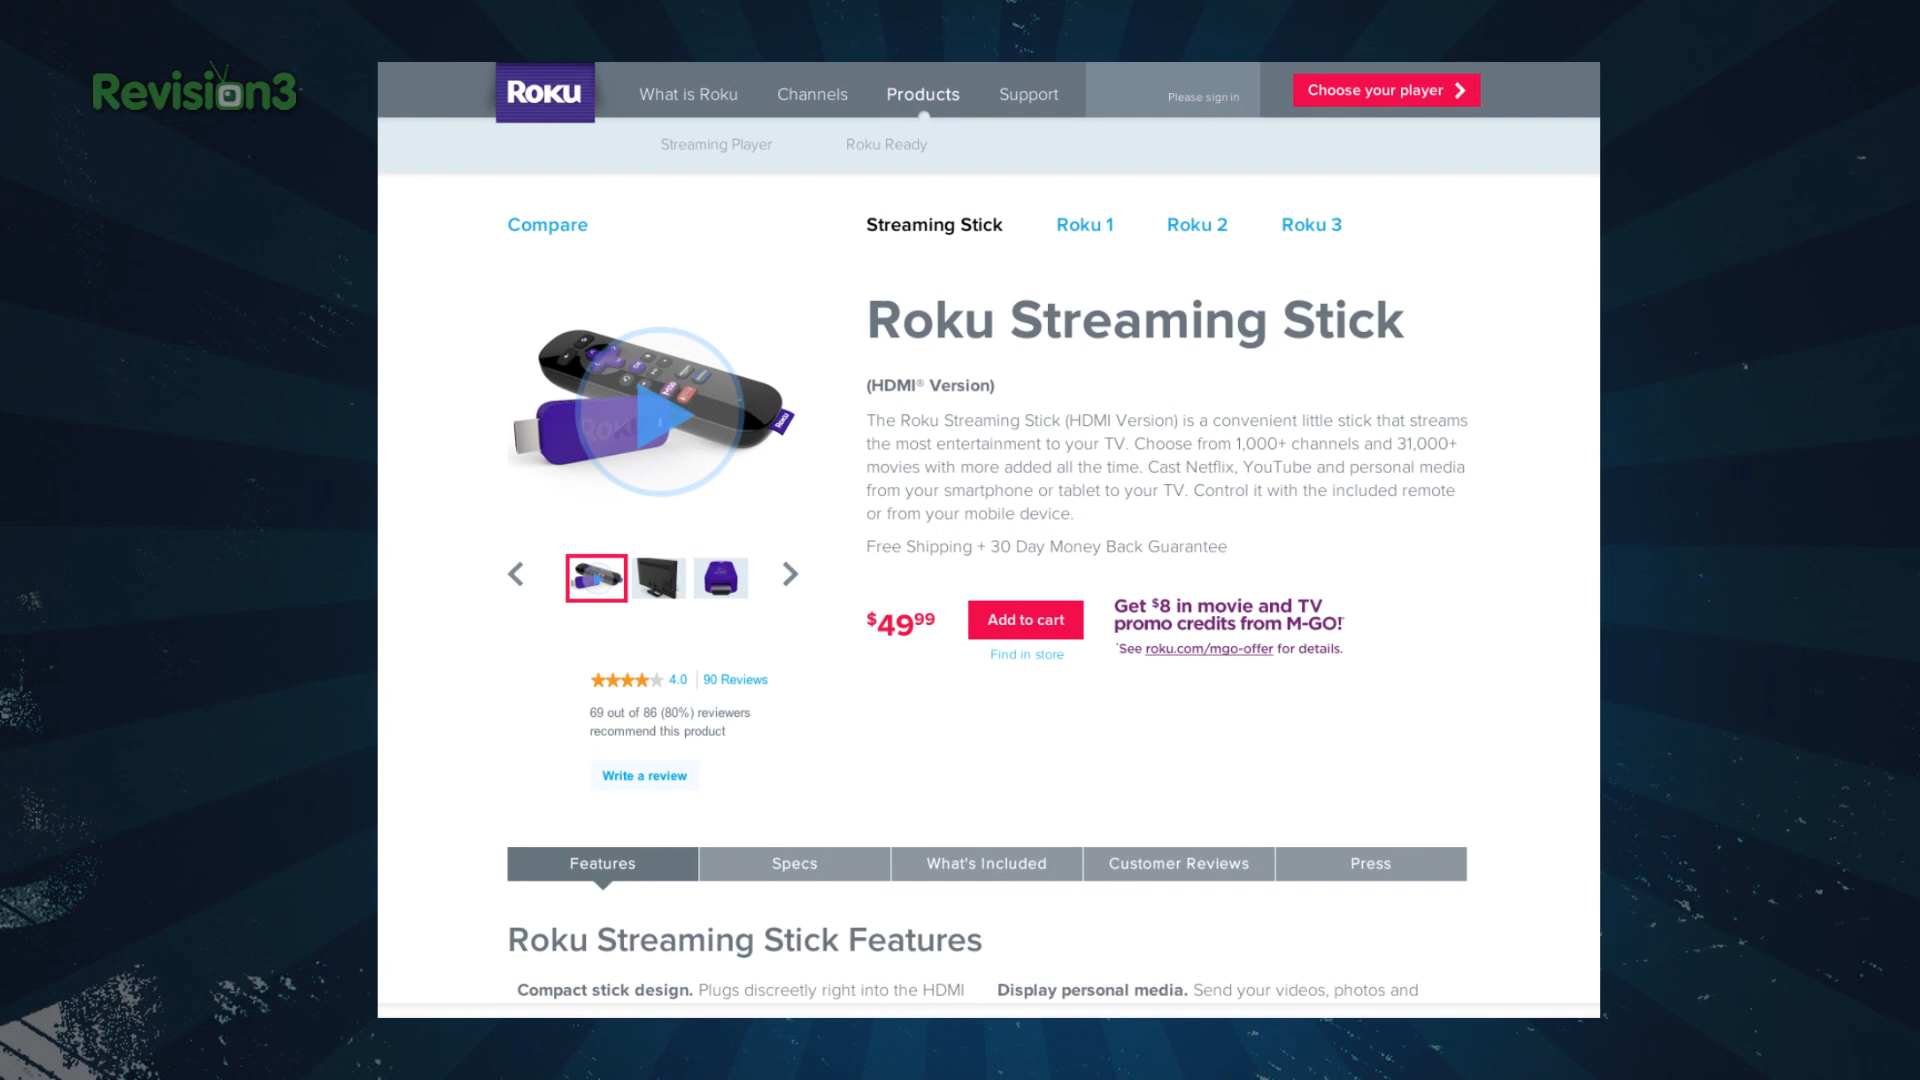 Revision3
Roku
What is Roku
Channels
Products
Support
Please sign in
Choose your player
Streaming Player
Roku Ready
Compare
Streaming Stick
Roku 1
Roku 2
Roku 3
Roku Streaming Stick
(HDMI® Version)
The Roku Streaming Stick (HDMI Version) is a convenient little stick that streams
the most entertainment to your TV. Choose from 1,000+ channels and 31,000+
movies with more added all the time. Cast Netflix, YouTube and personal media
from your smartphone or tablet to your TV. Control it with the included remote
or from your mobile device.
Free Shipping + 30 Day Money Back Guarantee
$49.99
Add to cart
Find in store
Get $8 in movie and TV
promo credits from M-GO!*
*See roku.com/mgo-offer for details.
4.0
90 Reviews
69 out of 86 (80%) reviewers
recommend this product
Write a review
Features
Specs
What's Included
Customer Reviews
Press
Roku Streaming Stick Features
Compact stick design. Plugs discreetly right into the HDMI
Display personal media. Send your videos, photos and